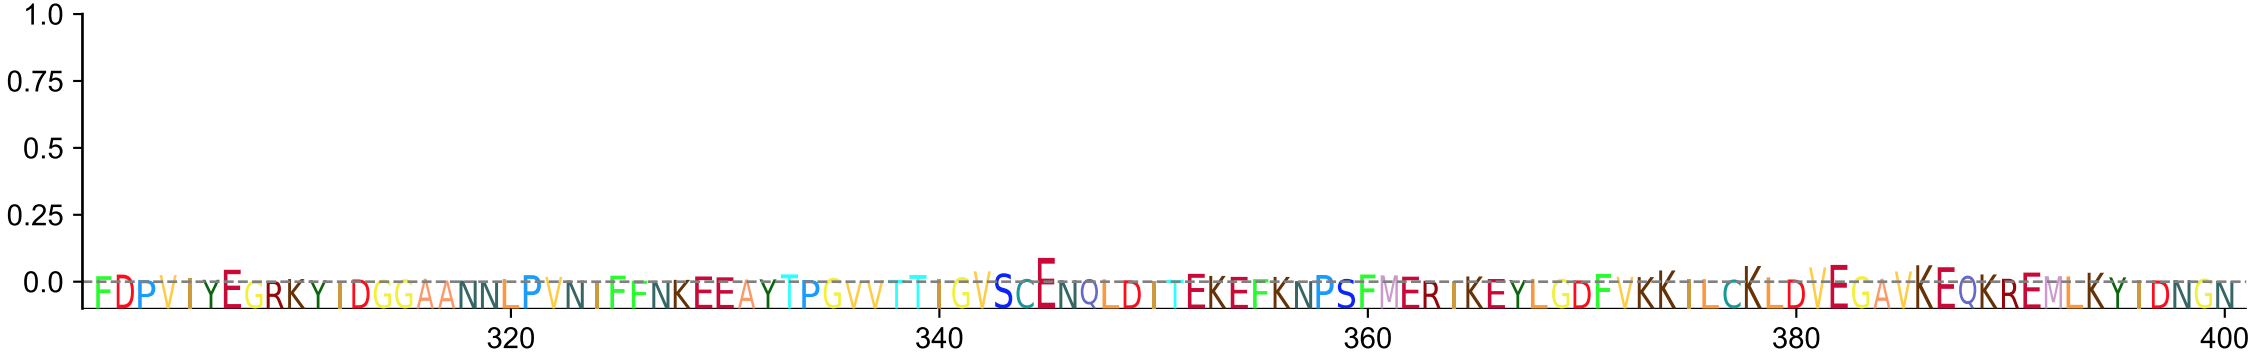 1.0
0.75
0.5
0.25
0.0
FDPVIYEGRKYIDGGAANNLPVNIFFNKEEAYTPGVVTTIGVSCENQLDITEKEFKNPSFMERIKEYLGDFVKKILCKLDVEGAVKEQKREMLKYIDNGN
320 340 360 380 400